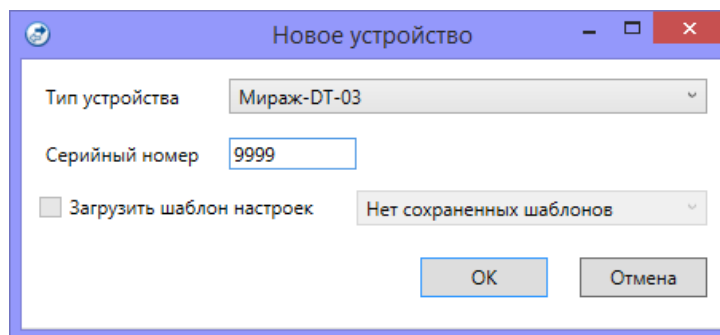 Новое устройство
Тип устройства Мираж-DT-03
Серийный номер 9999
Загрузить шаблон настроек Нет сохраненных шаблонов
OK Отмена